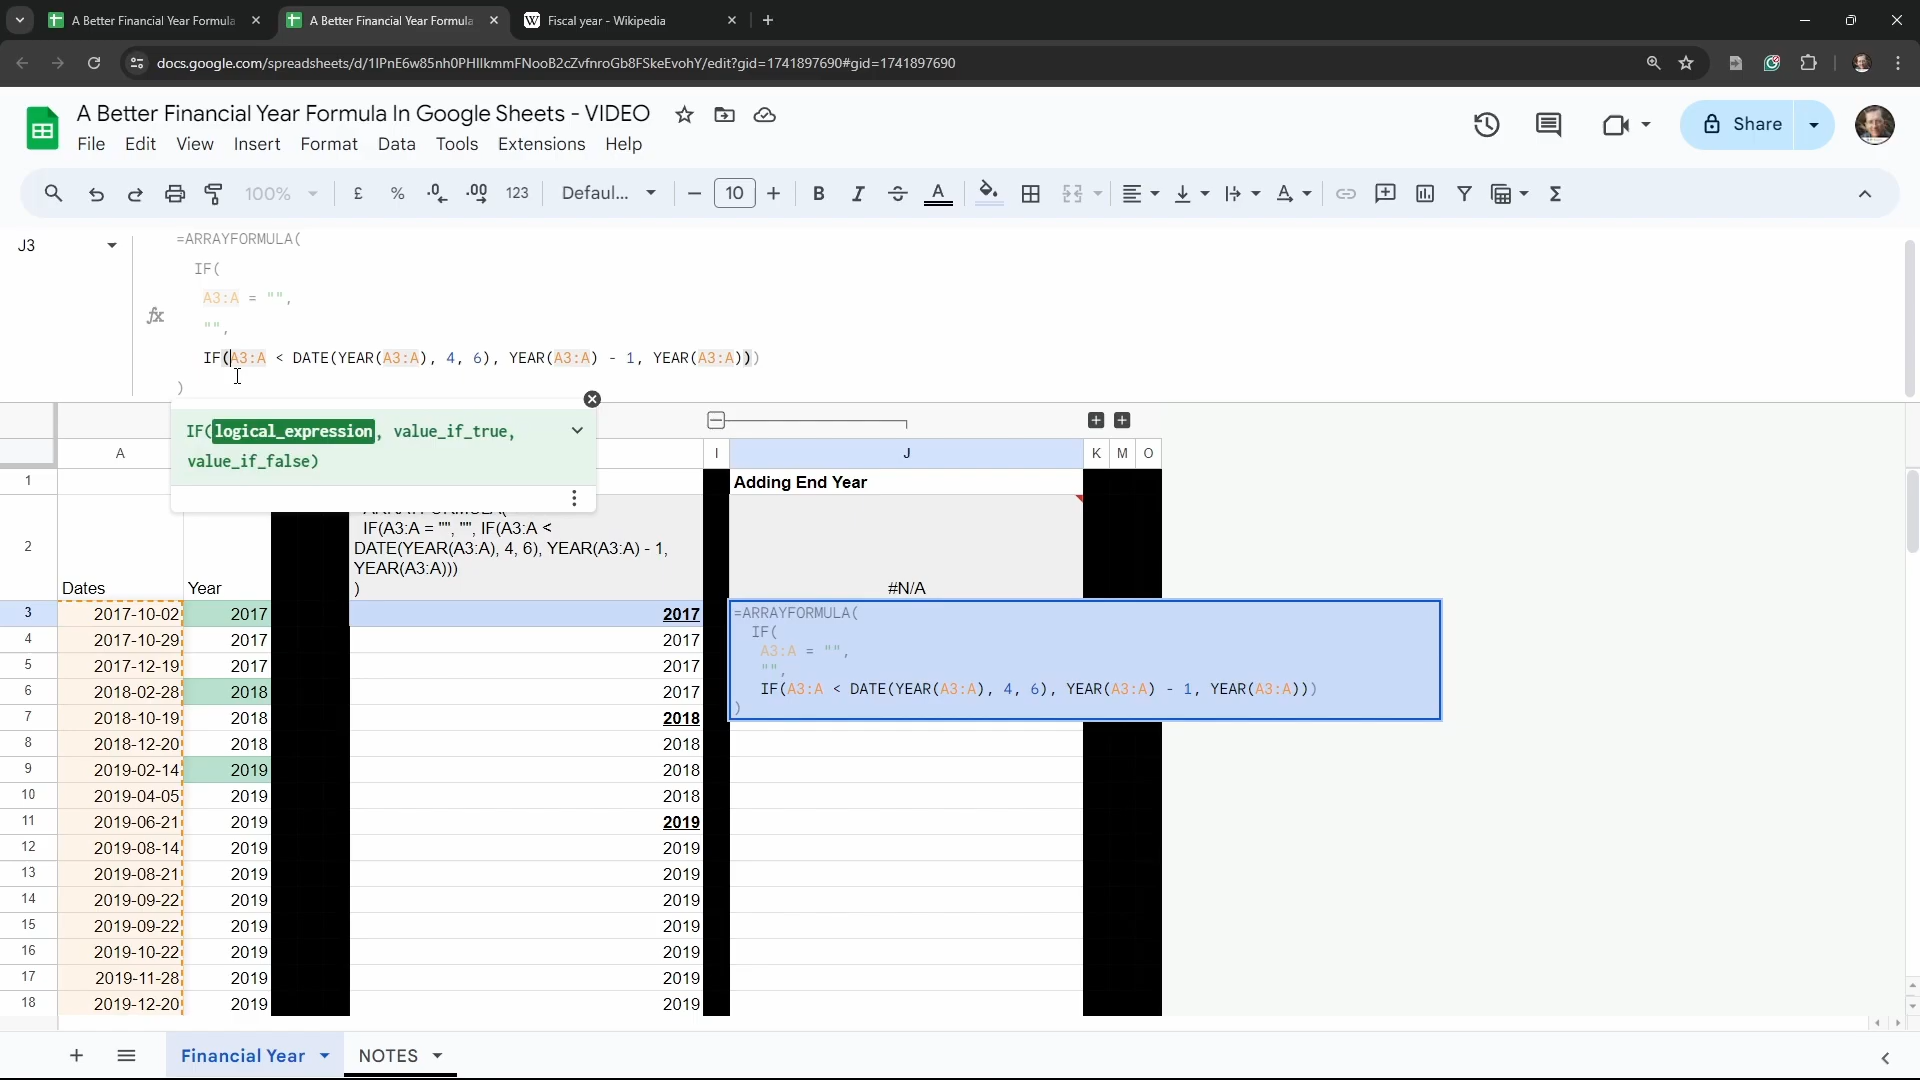 A Better Financial Year Formula
A Better Financial Year Formula
Fiscal year - Wikipedia
docs.google.com/spreadsheets/d/1IPnE6w85nh0PHIlkmmFNooB2cZvfnroGb8FSkeEvohY/edit?gid=1741897690#gid=1741897690
A Better Financial Year Formula In Google Sheets - VIDEO
Share
File Edit View Insert Format Data Tools Extensions Help
100% £ % .0 .00 123 Defaul... 10 B I A
J3
=ARRAYFORMULA(
IF(
A3:A = "",
"",
IF(A3:A < DATE(YEAR(A3:A), 4, 6), YEAR(A3:A) - 1, YEAR(A3:A)))
)
fx
IF(logical_expression, value_if_true,
value_if_false)
A I J K M O
1 Adding End Year
2 Dates Year
IF(A3:A = "", "", IF(A3:A <
DATE(YEAR(A3:A), 4, 6), YEAR(A3:A) - 1,
YEAR(A3:A)))
)
#N/A
3 2017-10-02 2017 2017
4 2017-10-29 2017 2017
5 2017-12-19 2017 2017
6 2018-02-28 2018 2017
7 2018-10-19 2018 2018
8 2018-12-20 2018 2018
9 2019-02-14 2019 2018
10 2019-04-05 2019 2018
11 2019-06-21 2019 2019
12 2019-08-14 2019 2019
13 2019-08-21 2019 2019
14 2019-09-22 2019 2019
15 2019-09-22 2019 2019
16 2019-10-22 2019 2019
17 2019-11-28 2019 2019
18 2019-12-20 2019 2019
=ARRAYFORMULA(
IF(
A3:A = "",
"",
IF(A3:A < DATE(YEAR(A3:A), 4, 6), YEAR(A3:A) - 1, YEAR(A3:A)))
)
Financial Year NOTES